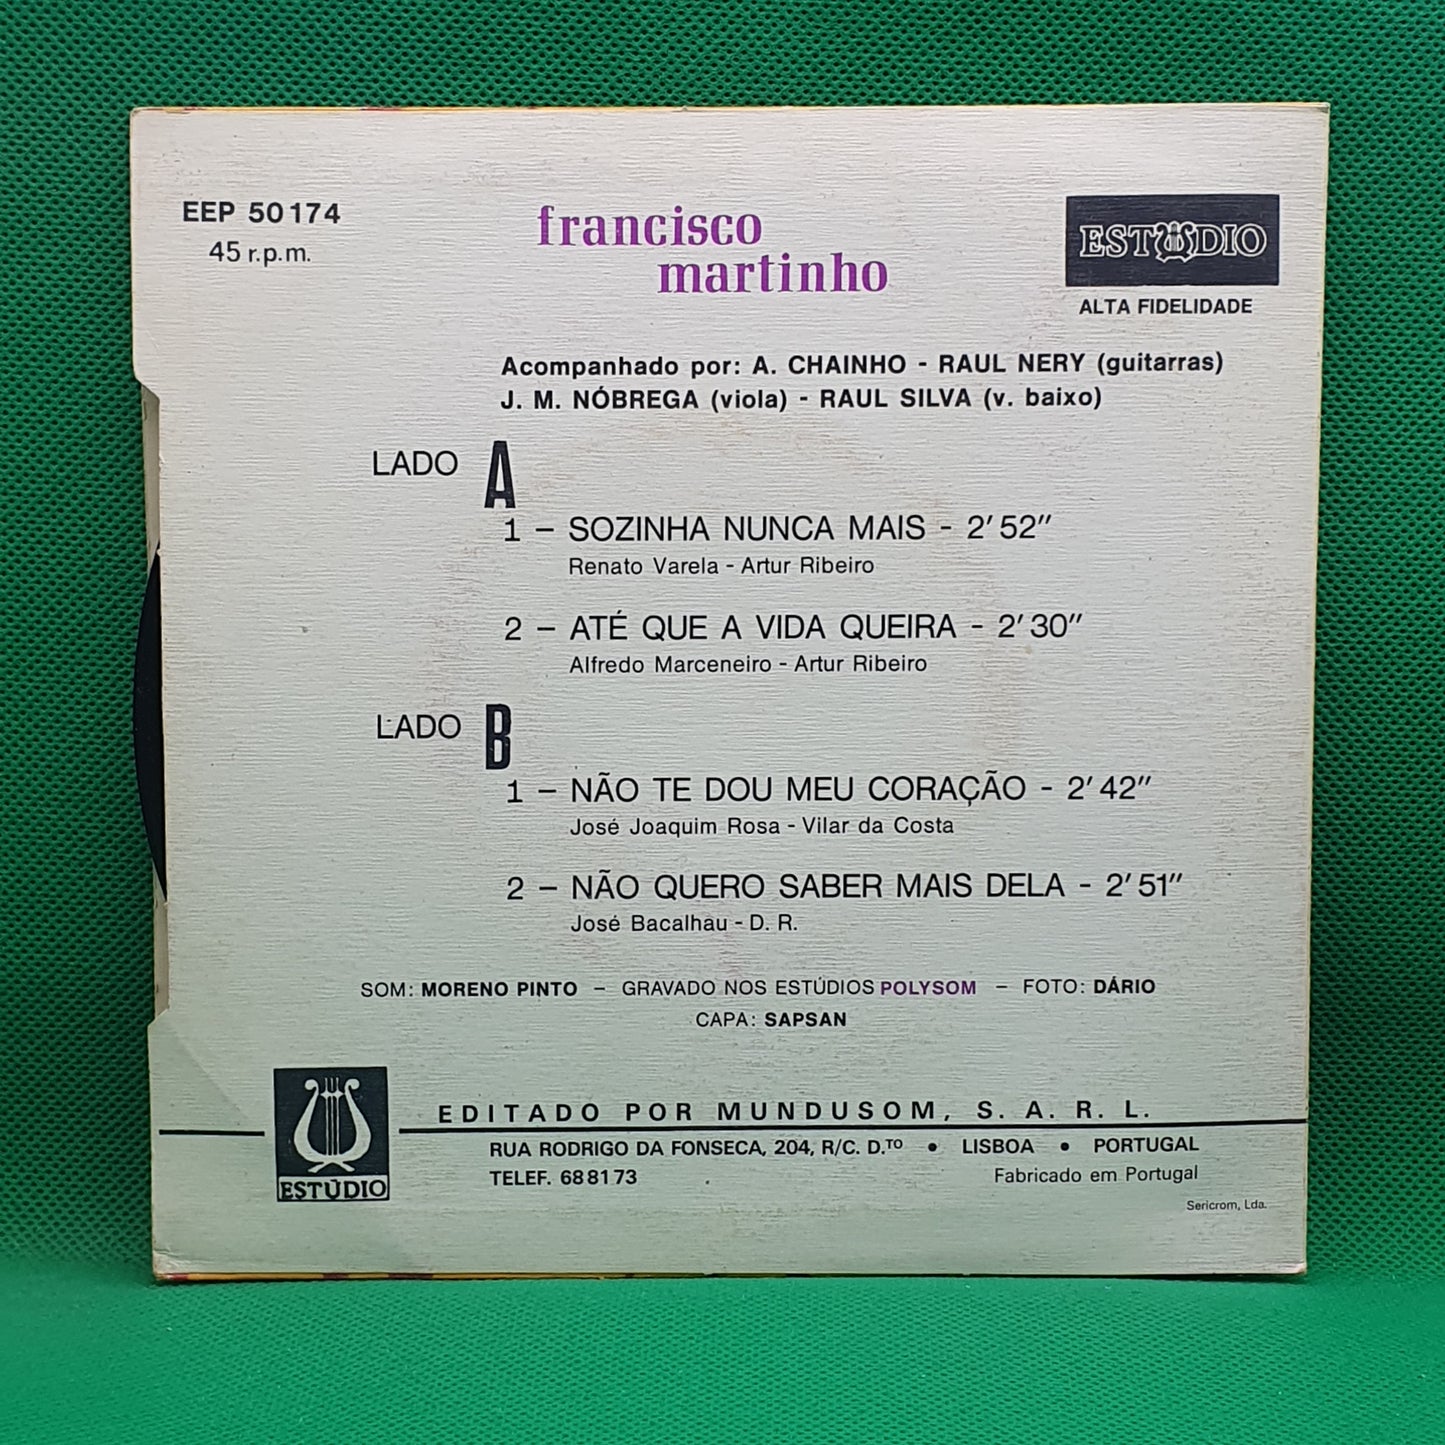 EEP 50174
45 r.p.m.
francisco
martinho
ESTÚDIO
ALTA FIDELIDADE
Acompanhado por: A. CHAINHO - RAUL NERY (guitarras)
J. M. NÓBREGA (viola) - RAUL SILVA (v. baixo)
LADO A
1 – SOZINHA NUNCA MAIS - 2' 52''
Renato Varela - Artur Ribeiro
2 – ATÉ QUE A VIDA QUEIRA - 2' 30''
Alfredo Marceneiro - Artur Ribeiro
LADO B
1 – NÃO TE DOU MEU CORAÇÃO - 2' 42''
José Joaquim Rosa - Vilar da Costa
2 – NÃO QUERO SABER MAIS DELA - 2' 51''
José Bacalhau - D. R.
SOM: MORENO PINTO – GRAVADO NOS ESTÚDIOS POLYSOM – FOTO: DÁRIO
CAPA: SAPSAN
ESTÚDIO
EDITADO POR MUNDUSOM, S. A. R. L.
RUA RODRIGO DA FONSECA, 204, R/C. D.TO • LISBOA • PORTUGAL
TELEF. 688173
Fabricado em Portugal
Sericrom, Lda.